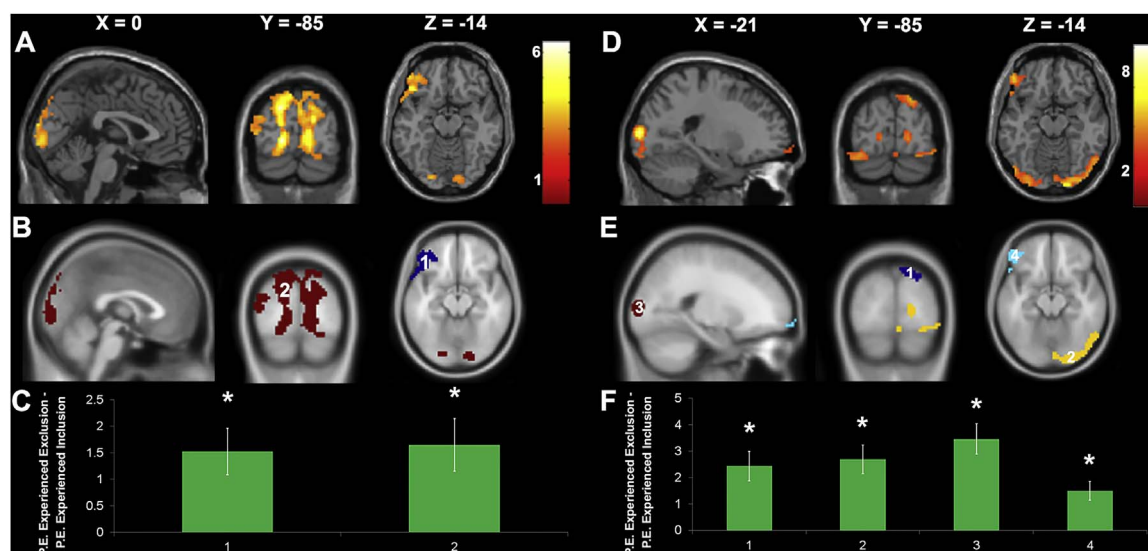 X = 0 Y = -85 Z = -14
X = -21 Y = -85 Z = -14
A
6
1
D
8
2
B
2
1
E
3
1
4
2
C
P.E. Experienced Exclusion -
P.E. Experienced Inclusion
2.5
2
1.5
1
0.5
0
*
*
1
2
F
P.E. Experienced Exclusion -
P.E. Experienced Inclusion
5
4
3
2
1
0
*
*
*
*
1
2
3
4